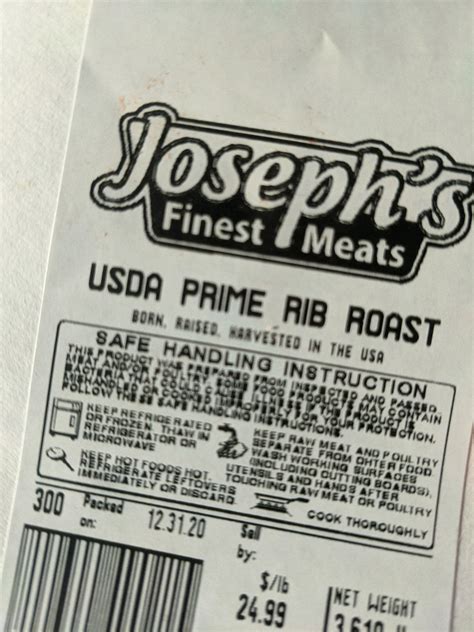 Joseph's
Finest Meats
USDA PRIME RIB ROAST
BORN, RAISED, HARVESTED IN THE USA
SAFE HANDLING INSTRUCTION
THIS PRODUCT WAS PREPARED FROM INSPECTED AND PASSED
MEAT AND/OR POULTRY. SOME FOOD PRODUCTS MAY CONTAIN
BACTERIA THAT COULD CAUSE ILLNESS IF THE PRODUCT IS
MISHANDLED OR COOKED IMPROPERLY. FOR YOUR PROTECTION,
FOLLOW THESE SAFE HANDLING INSTRUCTIONS.
KEEP REFRIGERATED
OR FROZEN. THAW IN
REFRIGERATOR OR
MICROWAVE
KEEP RAW MEAT AND POULTRY
SEPARATE FROM OHTER FOOD
WASH WORKING SURFACES
(INCLUDING CUTTING BOARDS),
UTENSILS AND HANDS AFTER
TOUCHING RAW MEAT OR POULTRY
KEEP HOT FOODS HOT.
REFRIGERATE LEFTOVERS
IMMEDIATELY OR DISCARD.
COOK THOROUGHLY
300 Packed on: 12.31.20 Sell by:
$/lb NET WEIGHT
24.99 3.610